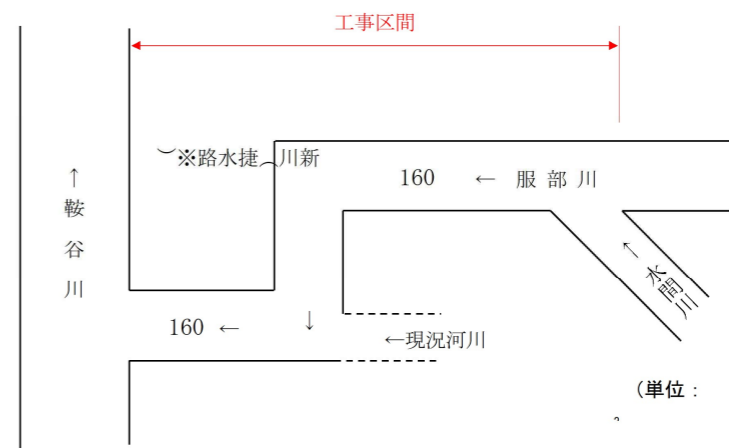 工事区間
︶※路水捷︵川新
160 ← 服部川
↑鞍谷川
↑水間川
160 ←
↓
←現況河川
(単位: